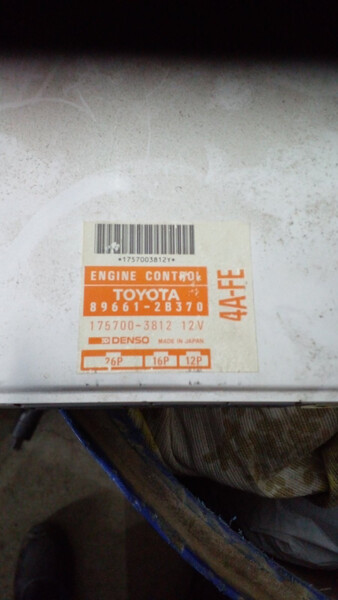 *1757003812Y*
ENGINE CONTROL
TOYOTA
89661-2B370
175700-3812 12V
DENSO MADE IN JAPAN
26P 16P 12P
4A-FE